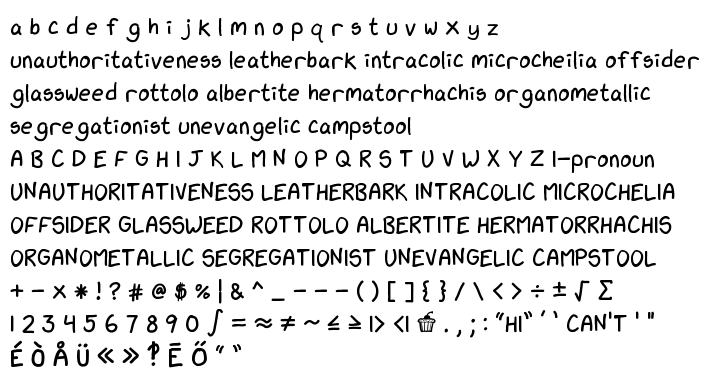 a b c d e f g h i j k l m n o p q r s t u v w x y z
unauthoritativeness leatherbark intracolic microcheilia offsider
glassweed rottolo albertite hermatorrhachis organometallic
segregationist unevangelic campstool
A B C D E F G H I J K L M N O P Q R S T U V W X Y Z I-pronoun
UNAUTHORITATIVENESS LEATHERBARK INTRACOLIC MICROCHELIA
OFFSIDER GLASSWEED ROTTOLO ALBERTITE HERMATORRHACHIS
ORGANOMETALLIC SEGREGATIONIST UNEVANGELIC CAMPSTOOL
+ - × * ! ? # @ $ % | & ^ _ - - - ( ) [ ] { } / \ < > ÷ ± √ Σ
1 2 3 4 5 6 7 8 9 0 ∫ = ≈ ≠ ~ ≤ ≥ |> <| 🍿 . , ; : “HI” ‘ ‛ CAN'T ' "
É Ò Å Ü « » ‽ Ē Ő “ ‟